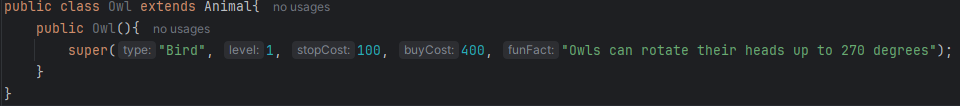 public class Owl extends Animal{ no usages
public Owl(){ no usages
super( type: "Bird", level: 1, stopCost: 100, buyCost: 400, funFact: "Owls can rotate their heads up to 270 degrees");
}
}